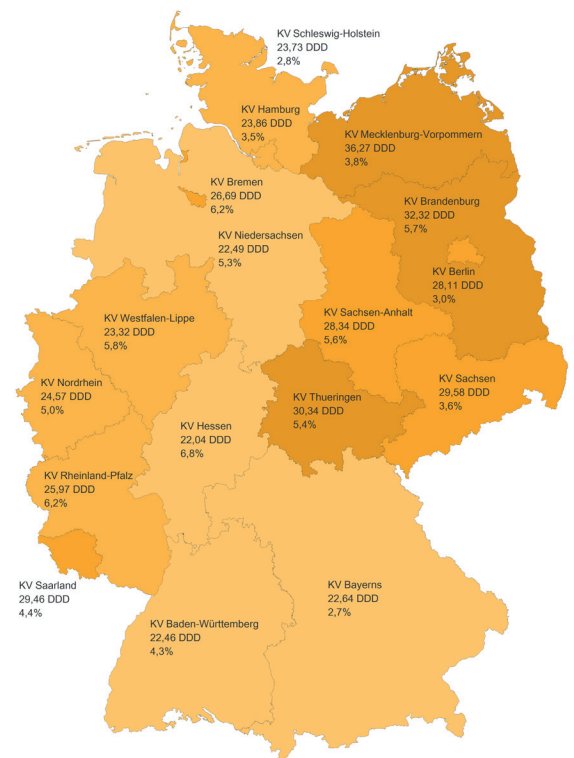 KV Schleswig-Holstein
23,73 DDD
2,8%
KV Hamburg
23,86 DDD
3,5%
KV Mecklenburg-Vorpommern
36,27 DDD
3,8%
KV Bremen
26,69 DDD
6,2%
KV Brandenburg
32,32 DDD
5,7%
KV Niedersachsen
22,49 DDD
5,3%
KV Berlin
28,11 DDD
3,0%
KV Westfalen-Lippe
23,32 DDD
5,8%
KV Sachsen-Anhalt
28,34 DDD
5,6%
KV Nordrhein
24,57 DDD
5,0%
KV Sachsen
29,58 DDD
3,6%
KV Thueringen
30,34 DDD
5,4%
KV Hessen
22,04 DDD
6,8%
KV Rheinland-Pfalz
25,97 DDD
6,2%
KV Saarland
29,46 DDD
4,4%
KV Bayerns
22,64 DDD
2,7%
KV Baden-Württemberg
22,46 DDD
4,3%